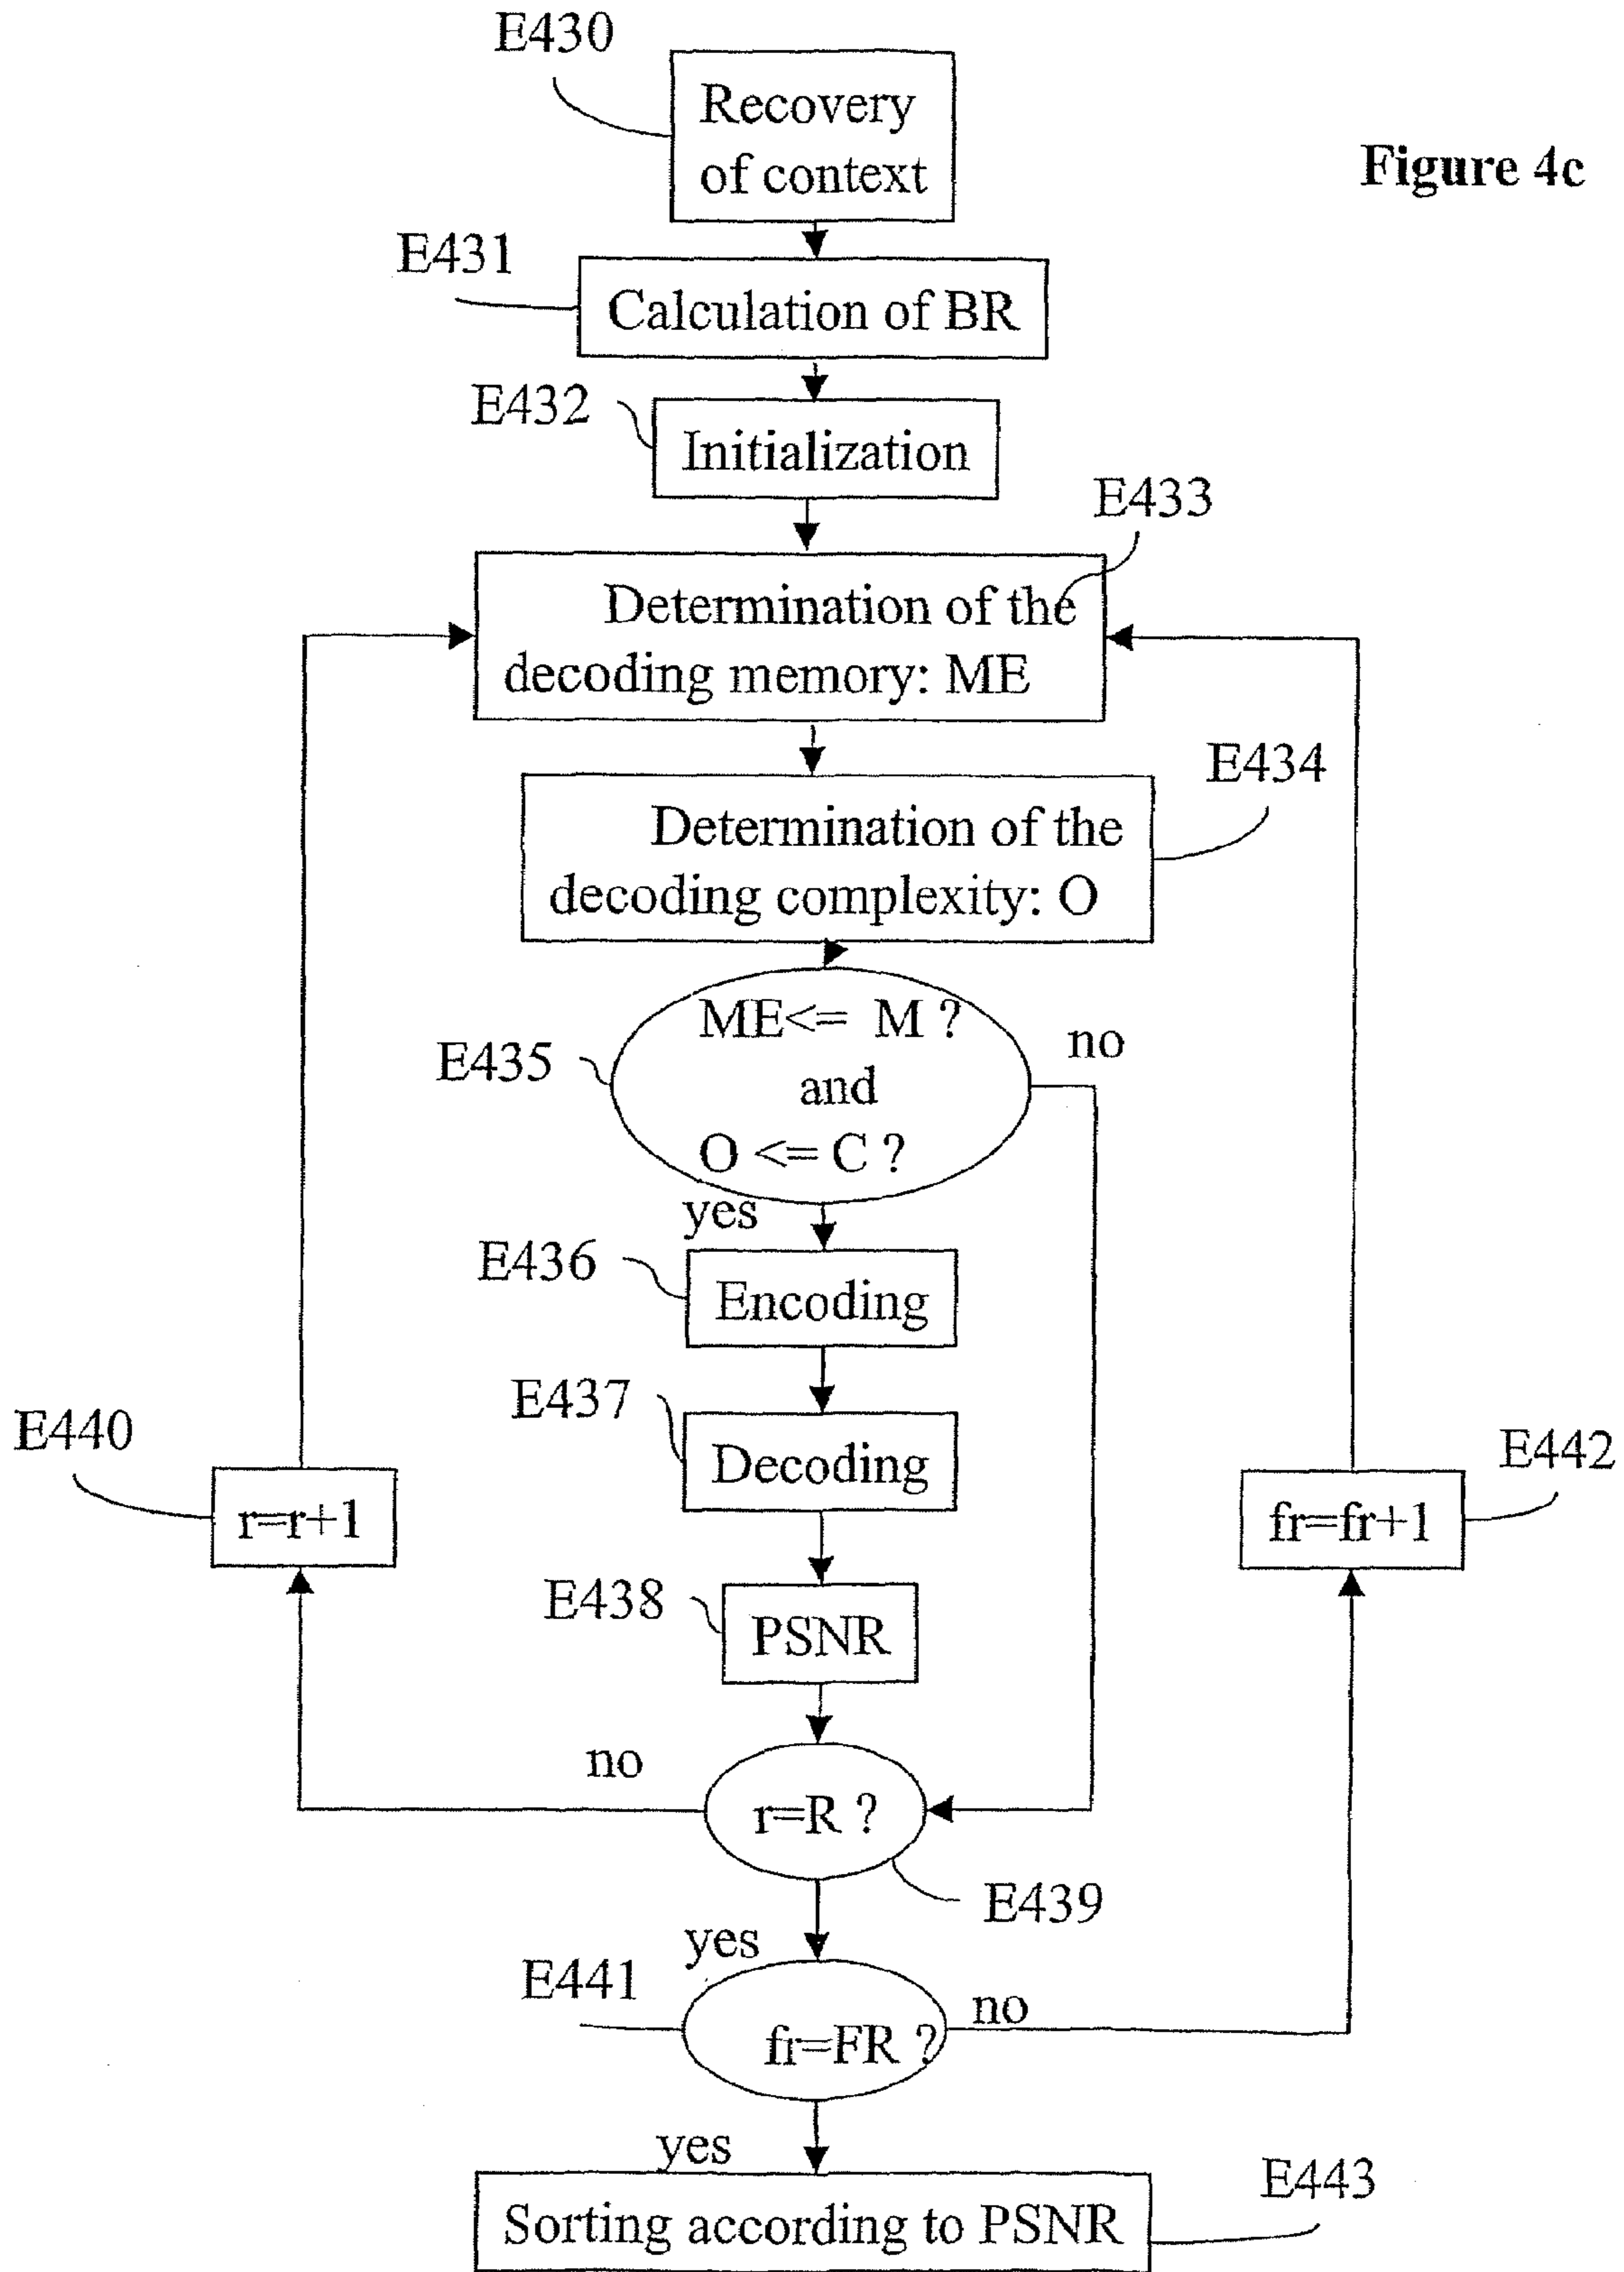 E430
Recovery
of context
Figure 4c
E431
Calculation of BR
E432
Initialization
E433
Determination of the
decoding memory: ME
E434
Determination of the
decoding complexity: O
E435
ME<= M ?
and
O <= C ?
no
yes
E436
Encoding
E437
Decoding
E440
r=r+1
E442
fr=fr+1
E438
PSNR
no
r=R ?
E439
yes
E441
fr=FR ?
no
yes
E443
Sorting according to PSNR